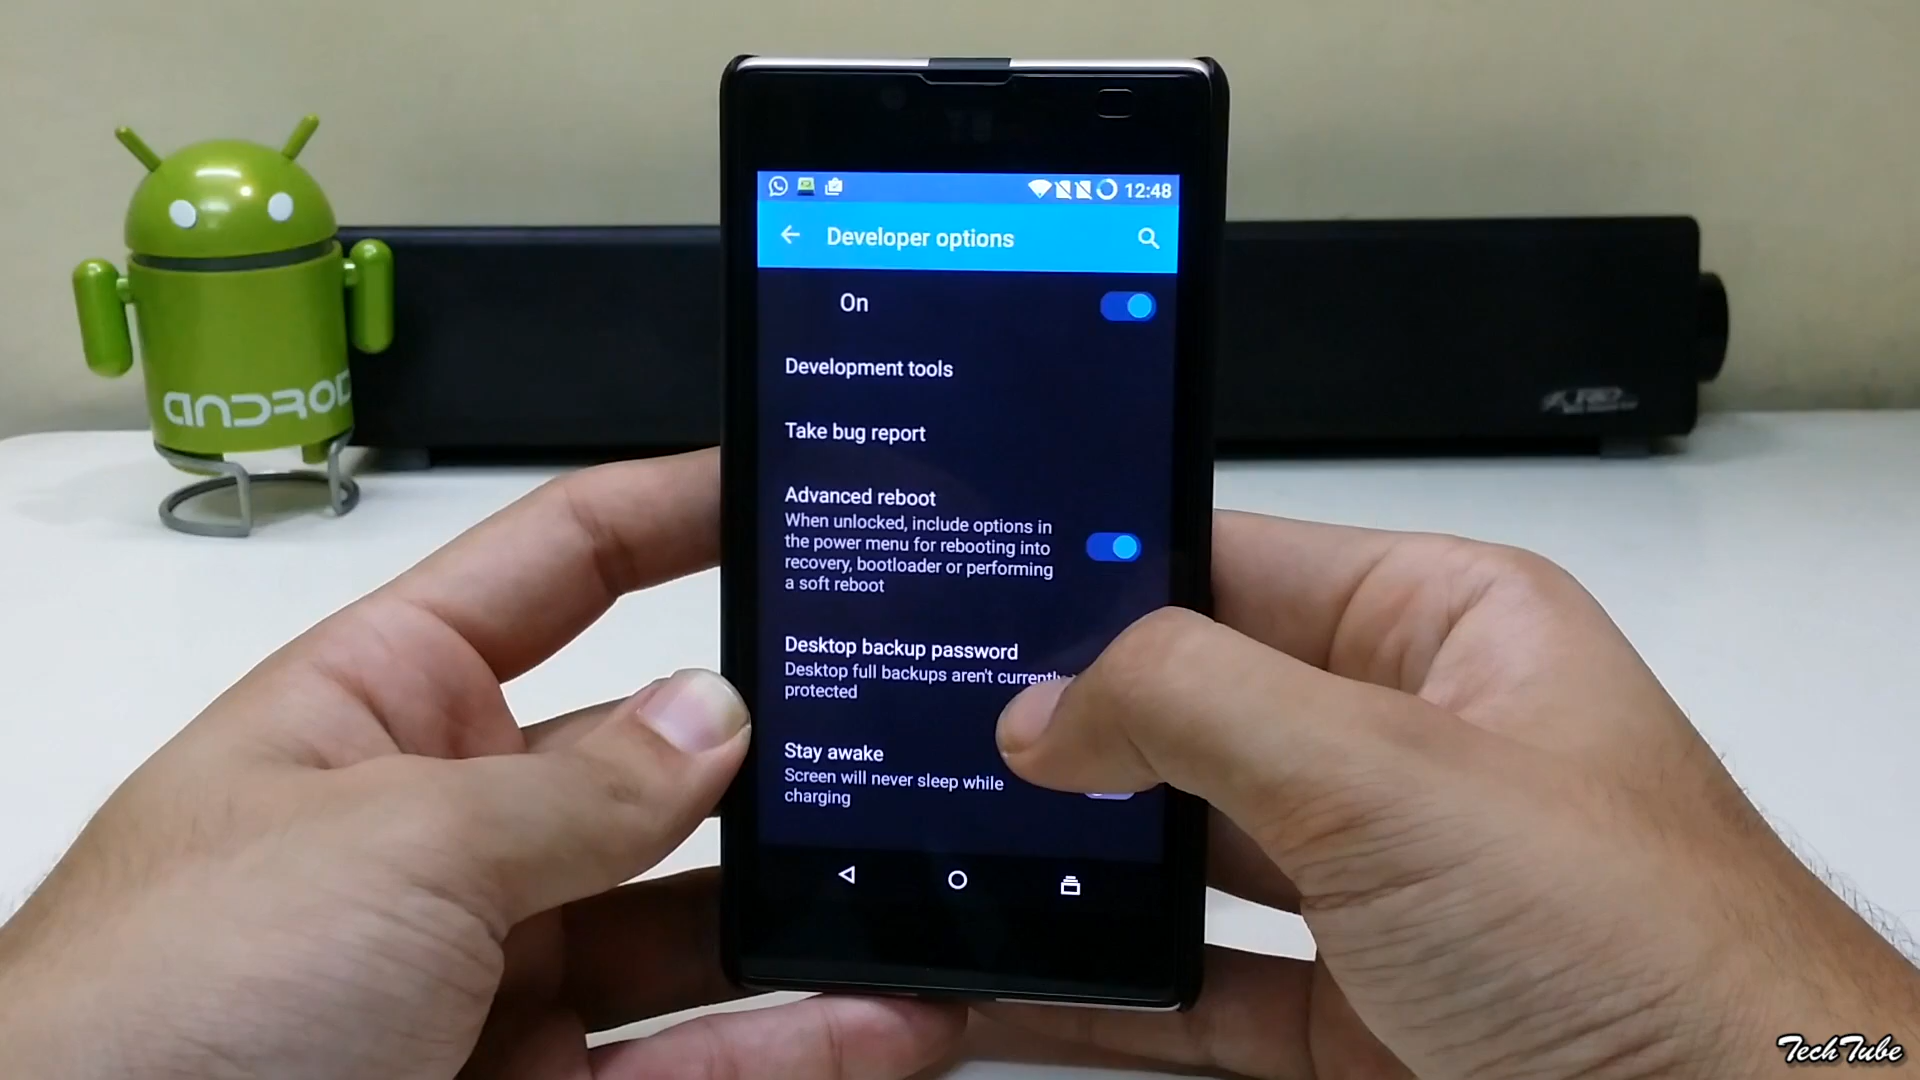 12:48
Developer options
On
Development tools
Take bug report
Advanced reboot
When unlocked, include options in
the power menu for rebooting into
recovery, bootloader or performing
a soft reboot
Desktop backup password
Desktop full backups aren't currently
protected
Stay awake
Screen will never sleep while
charging
ANDROID
TechTube